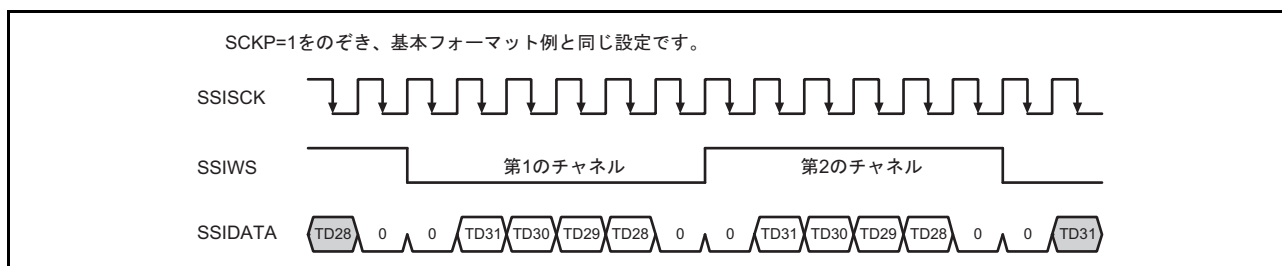 SCKP=1をのぞき、基本フォーマット例と同じ設定です。
SSISCK
SSIWS 第1のチャネル 第2のチャネル
SSIDATA TD28 0 0 TD31 TD30 TD29 TD28 0 0 TD31 TD30 TD29 TD28 0 0 TD31